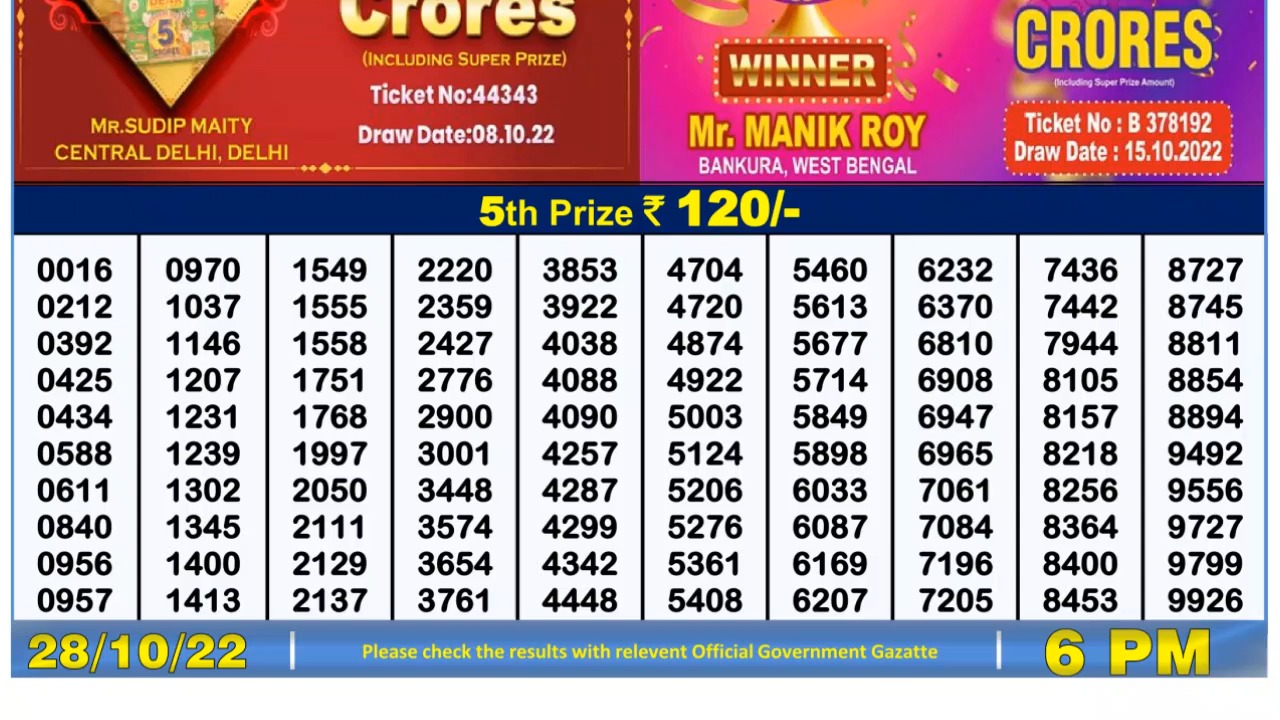 DEAR
5
CRORES
Crores
(INCLUDING SUPER PRIZE)
Ticket No:44343
Draw Date:08.10.22
Mr.SUDIP MAITY
CENTRAL DELHI, DELHI
WINNER
Mr. MANIK ROY
BANKURA, WEST BENGAL
CRORES
(Including Super Prize Amount)
Ticket No : B 378192
Draw Date : 15.10.2022
5th Prize ₹ 120/-
0016 0970 1549 2220 3853 4704 5460 6232 7436 8727
0212 1037 1555 2359 3922 4720 5613 6370 7442 8745
0392 1146 1558 2427 4038 4874 5677 6810 7944 8811
0425 1207 1751 2776 4088 4922 5714 6908 8105 8854
0434 1231 1768 2900 4090 5003 5849 6947 8157 8894
0588 1239 1997 3001 4257 5124 5898 6965 8218 9492
0611 1302 2050 3448 4287 5206 6033 7061 8256 9556
0840 1345 2111 3574 4299 5276 6087 7084 8364 9727
0956 1400 2129 3654 4342 5361 6169 7196 8400 9799
0957 1413 2137 3761 4448 5408 6207 7205 8453 9926
28/10/22 | Please check the results with relevent Official Government Gazatte | 6 PM